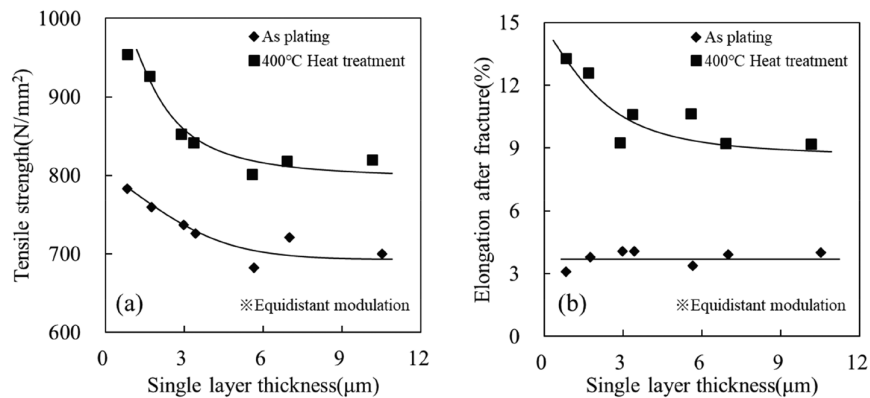 1000
900
800
700
600
Tensile strength(N/mm²)
As plating
400℃ Heat treatment
(a)
※Equidistant modulation
0 3 6 9 12
Single layer thickness(μm)
15
12
9
6
3
0
Elongation after fracture(%)
As plating
400℃ Heat treatment
(b)
※Equidistant modulation
0 3 6 9 12
Single layer thickness(μm)